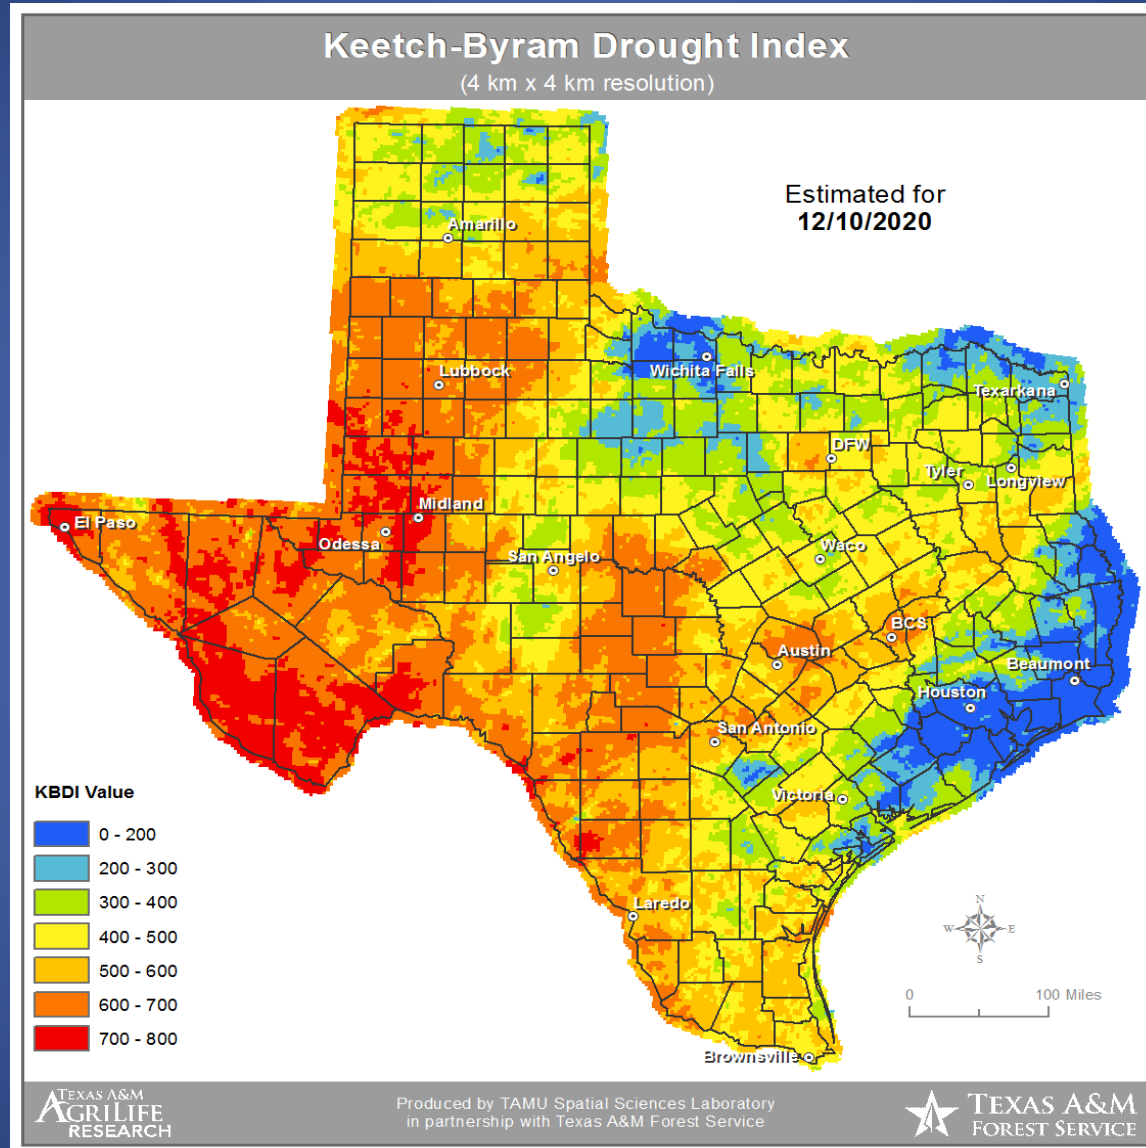 Keetch-Byram Drought Index
(4 km x 4 km resolution)
Estimated for
12/10/2020
Amarillo
Lubbock
Wichita Falls
Texarkana
DFW
Tyler
Longview
Midland
El Paso
Odessa
San Angelo
Waco
BCS
Austin
Beaumont
Houston
San Antonio
Victoria
Laredo
Brownsville
KBDI Value
0 - 200
200 - 300
300 - 400
400 - 500
500 - 600
600 - 700
700 - 800
N
W E
S
0 100 Miles
TEXAS A&M
AGRILIFE
RESEARCH
Produced by TAMU Spatial Sciences Laboratory
in partnership with Texas A&M Forest Service
TEXAS A&M
FOREST SERVICE